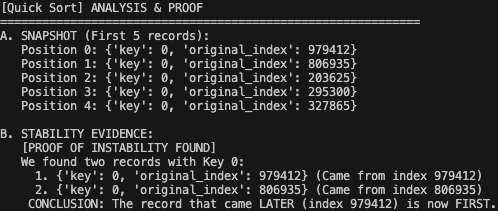 [Quick Sort] ANALYSIS & PROOF
============================================================
A. SNAPSHOT (First 5 records):
Position 0: {'key': 0, 'original_index': 979412}
Position 1: {'key': 0, 'original_index': 806935}
Position 2: {'key': 0, 'original_index': 203625}
Position 3: {'key': 0, 'original_index': 295300}
Position 4: {'key': 0, 'original_index': 327865}
B. STABILITY EVIDENCE:
[PROOF OF INSTABILITY FOUND]
We found two records with Key 0:
1. {'key': 0, 'original_index': 979412} (Came from index 979412)
2. {'key': 0, 'original_index': 806935} (Came from index 806935)
CONCLUSION: The record that came LATER (index 979412) is now FIRST.